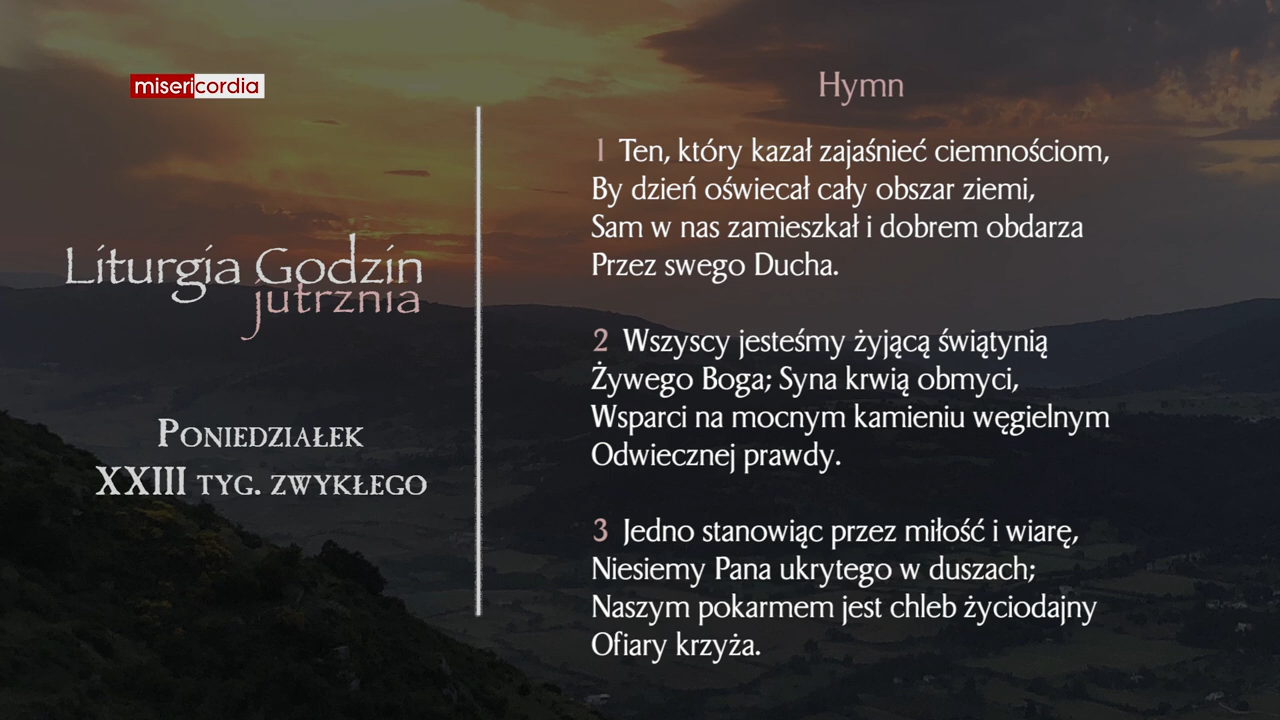 misericordia
Liturgia Godzin
jutrznia
Poniedziałek
XXIII tyg. zwykłego
Hymn
1 Ten, który kazał zajaśnieć ciemnościom,
By dzień oświecał cały obszar ziemi,
Sam w nas zamieszkał i dobrem obdarza
Przez swego Ducha.
2 Wszyscy jesteśmy żyjącą świątynią
Żywego Boga; Syna krwią obmyci,
Wsparci na mocnym kamieniu węgielnym
Odwiecznej prawdy.
3 Jedno stanowiąc przez miłość i wiarę,
Niesiemy Pana ukrytego w duszach;
Naszym pokarmem jest chleb życiodajny
Ofiary krzyża.